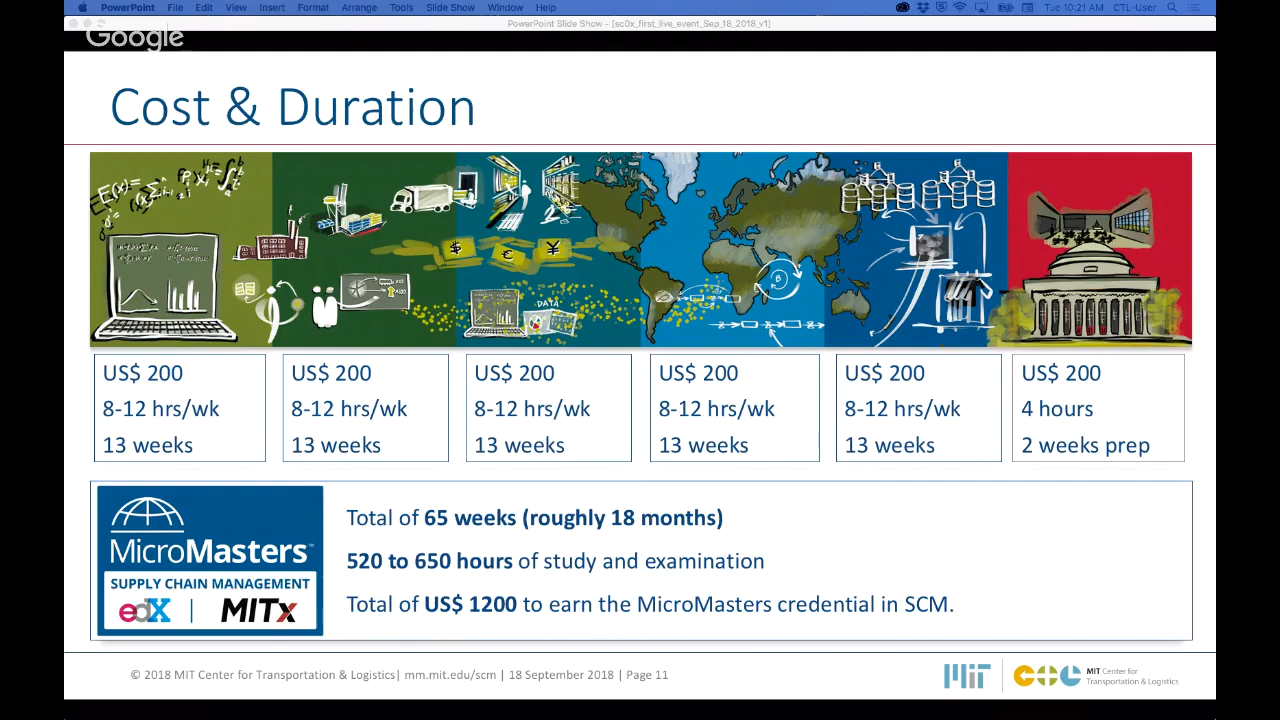 PowerPoint File Edit View Insert Format Arrange Tools Slide Show Window Help Tue 10:21 AM CTL-User
PowerPoint Slide Show - [sc0x_first_live_event_Sep_18_2018_v1]
Google
Cost & Duration
$ € ¥
DATA
B
US$ 200
8-12 hrs/wk
13 weeks
US$ 200
8-12 hrs/wk
13 weeks
US$ 200
8-12 hrs/wk
13 weeks
US$ 200
8-12 hrs/wk
13 weeks
US$ 200
8-12 hrs/wk
13 weeks
US$ 200
4 hours
2 weeks prep
MicroMasters™
SUPPLY CHAIN MANAGEMENT
edX | MITx
Total of 65 weeks (roughly 18 months)
520 to 650 hours of study and examination
Total of US$ 1200 to earn the MicroMasters credential in SCM.
© 2018 MIT Center for Transportation & Logistics| mm.mit.edu/scm | 18 September 2018 | Page 11
MIT Center for
Transportation & Logistics